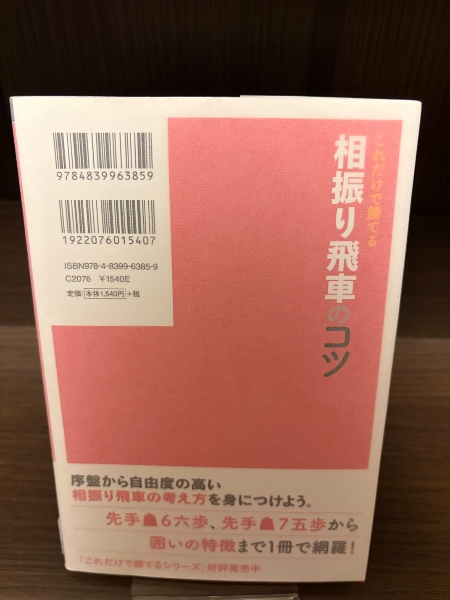 9784839963859
1922076015407
ISBN978-4-8399-6385-9
C2076 ¥1540E
定価:本体1,540円+税
これだけで勝てる
相振り飛車のコツ
序盤から自由度の高い
相振り飛車の考え方を身につけよう。
先手☗6六歩、先手☗7五歩から
囲いの特徴まで1冊で網羅!
「これだけで勝てるシリーズ」好評発売中